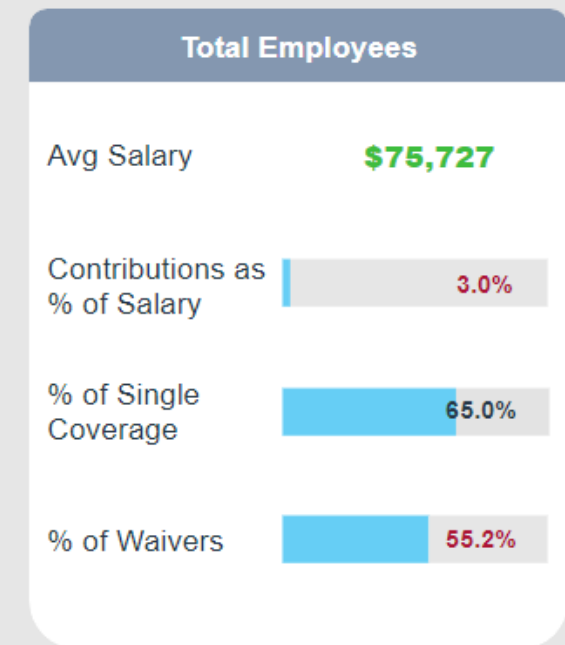 Total Employees
Avg Salary
$75,727
Contributions as
% of Salary
3.0%
% of Single
Coverage
65.0%
% of Waivers
55.2%